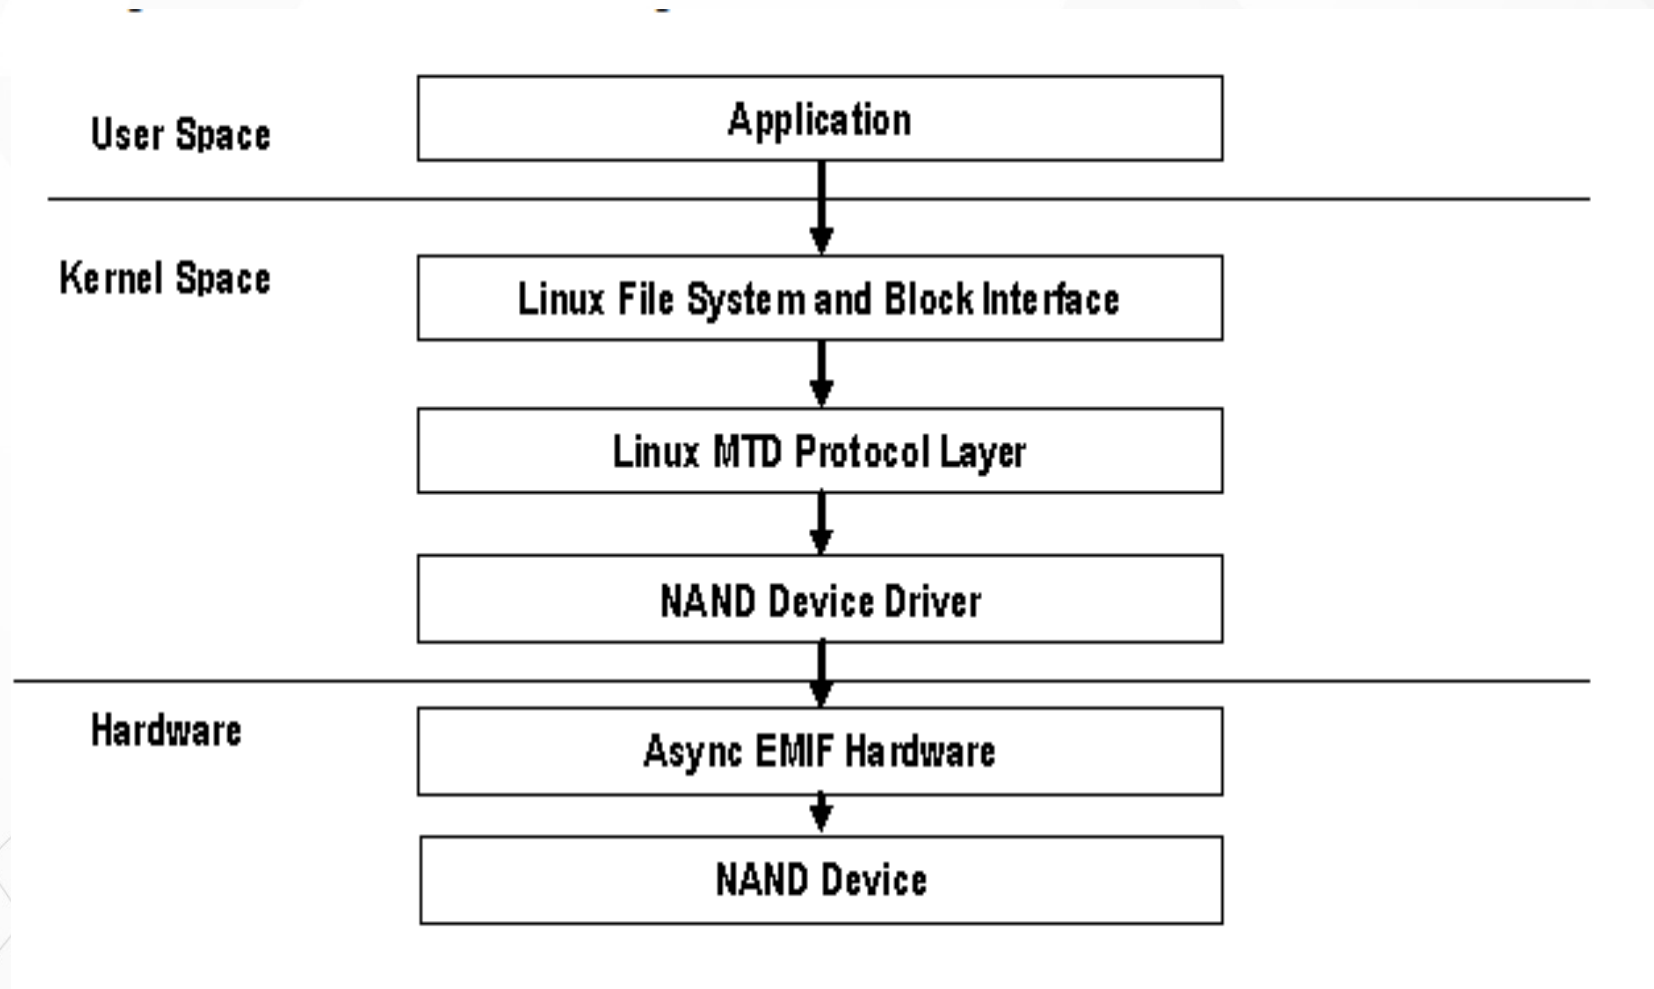 User Space
Application
Kernel Space
Linux File System and Block Interface
Linux MTD Protocol Layer
NAND Device Driver
Hardware
Async EMIF Hardware
NAND Device